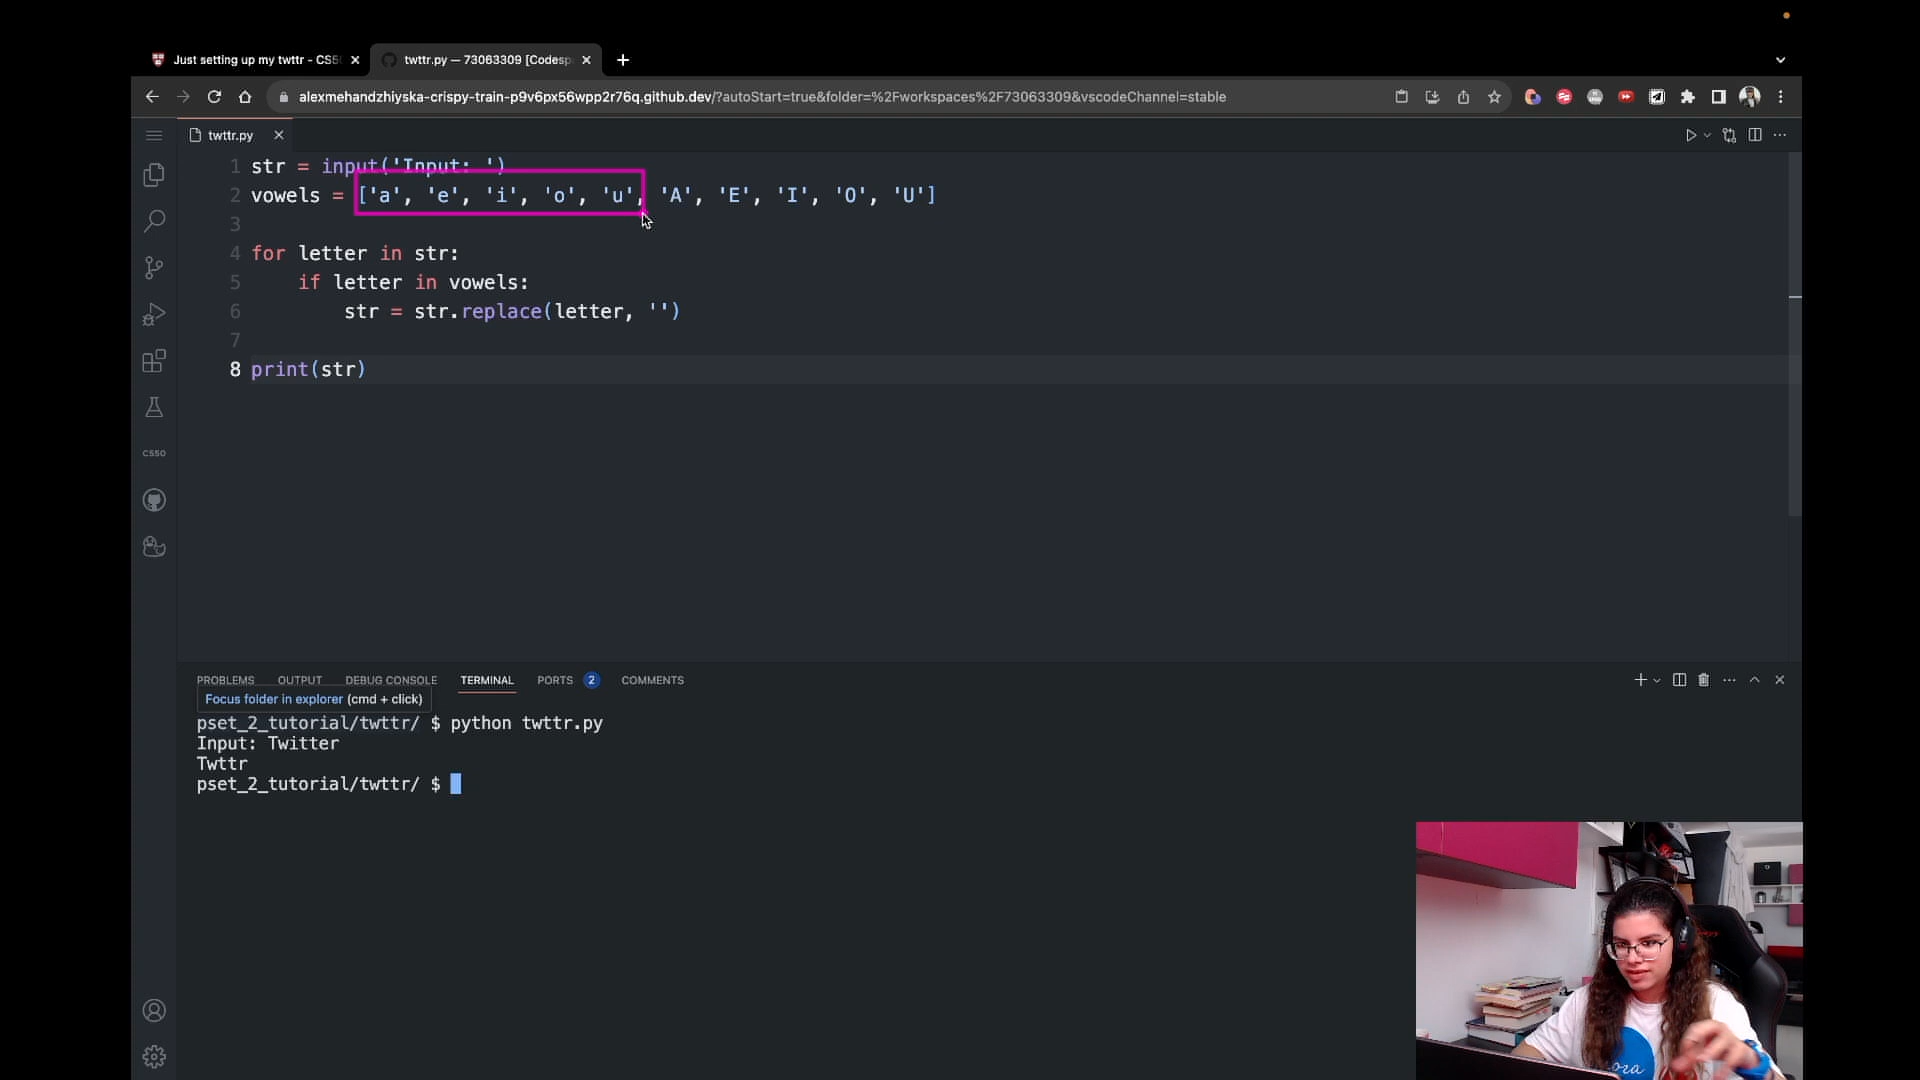 Just setting up my twttr - CS5
twttr.py — 73063309 [Codesp
alexmehandzhiyska-crispy-train-p9v6px56wpp2r76q.github.dev/?autoStart=true&folder=%2Fworkspaces%2F73063309&vscodeChannel=stable
twttr.py
1 str = input('Input: ')
2 vowels = ['a', 'e', 'i', 'o', 'u', 'A', 'E', 'I', 'O', 'U']
3
4 for letter in str:
5 if letter in vowels:
6 str = str.replace(letter, '')
7
8 print(str)
CS50
PROBLEMS OUTPUT DEBUG CONSOLE TERMINAL PORTS 2 COMMENTS
Focus folder in explorer (cmd + click)
pset_2_tutorial/twttr/ $ python twttr.py
Input: Twitter
Twttr
pset_2_tutorial/twttr/ $